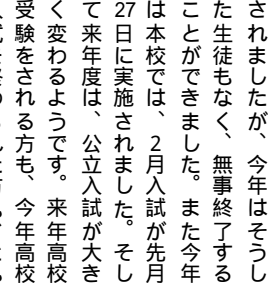 されましたが、今年はそうし
た生徒もなく、無事終了する
ことができました。また今年
は本校では、2月入試が先月
27日に実施されました。そし
て来年度は、公立入試が大き
く変わるようです。来年高校
受験をされる方も、今年高校